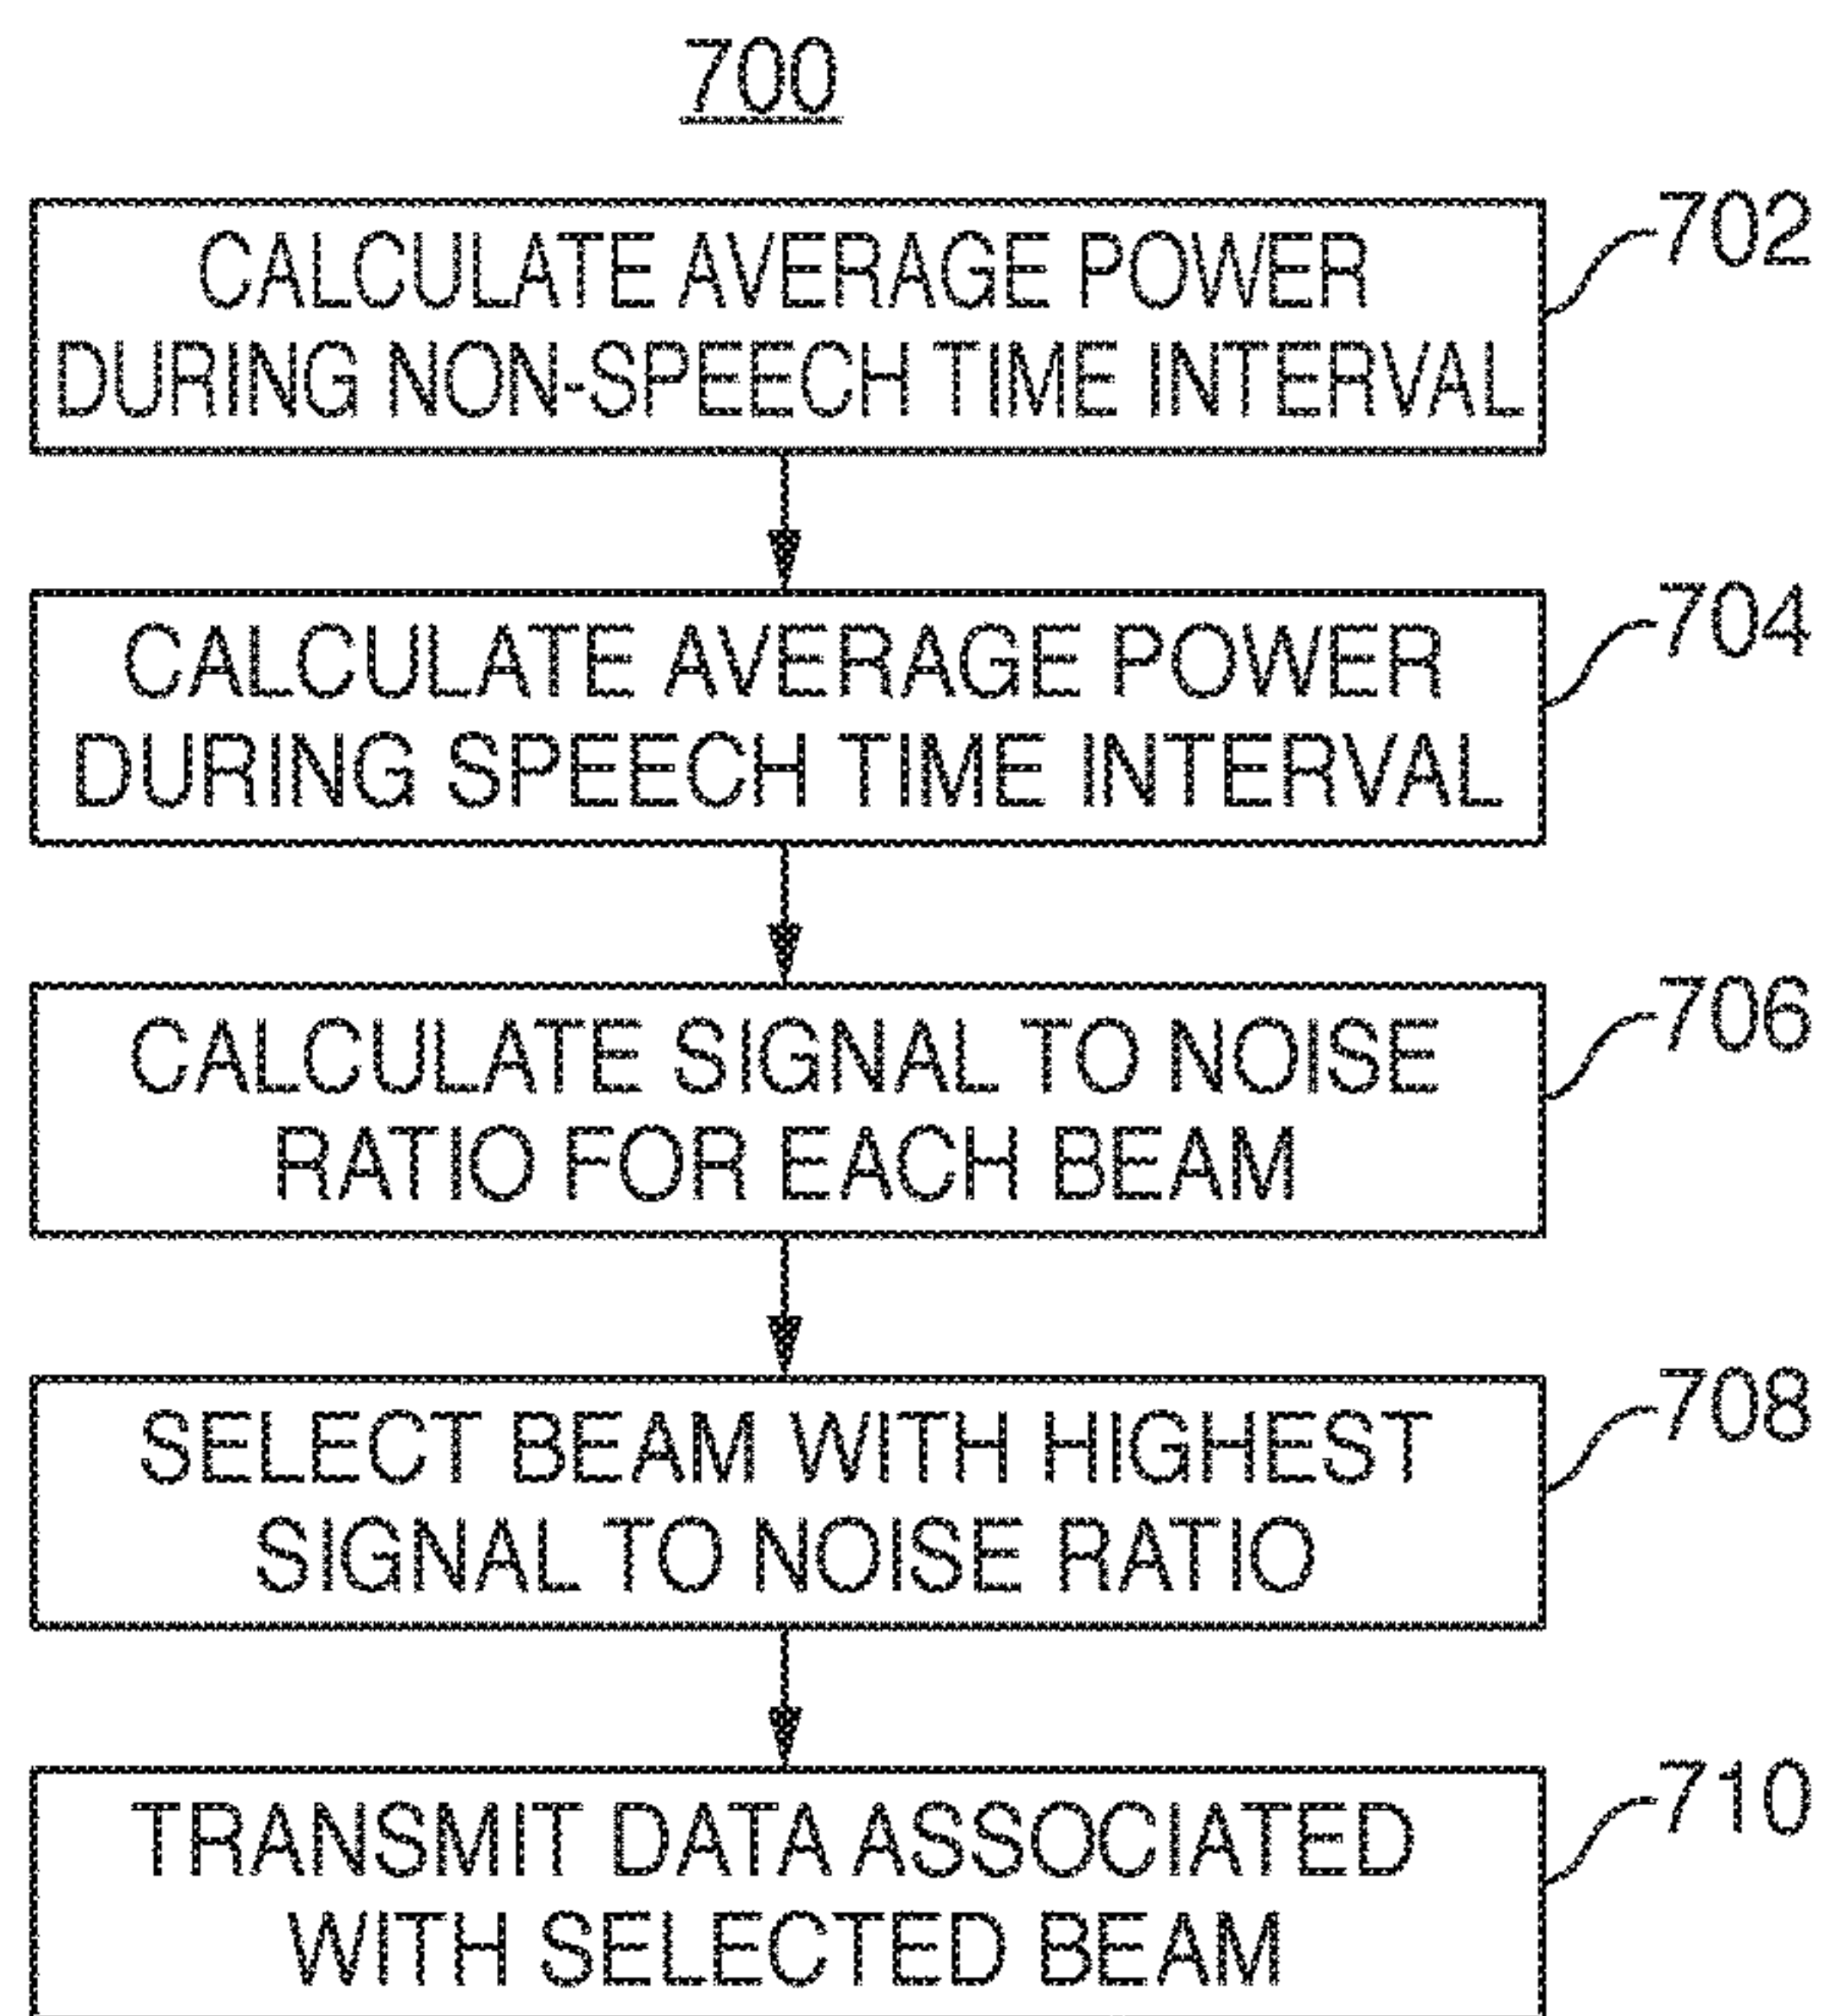 700
702
CALCULATE AVERAGE POWER
DURING NON-SPEECH TIME INTERVAL
704
CALCULATE AVERAGE POWER
DURING SPEECH TIME INTERVAL
706
CALCULATE SIGNAL TO NOISE
RATIO FOR EACH BEAM
708
SELECT BEAM WITH HIGHEST
SIGNAL TO NOISE RATIO
710
TRANSMIT DATA ASSOCIATED
WITH SELECTED BEAM